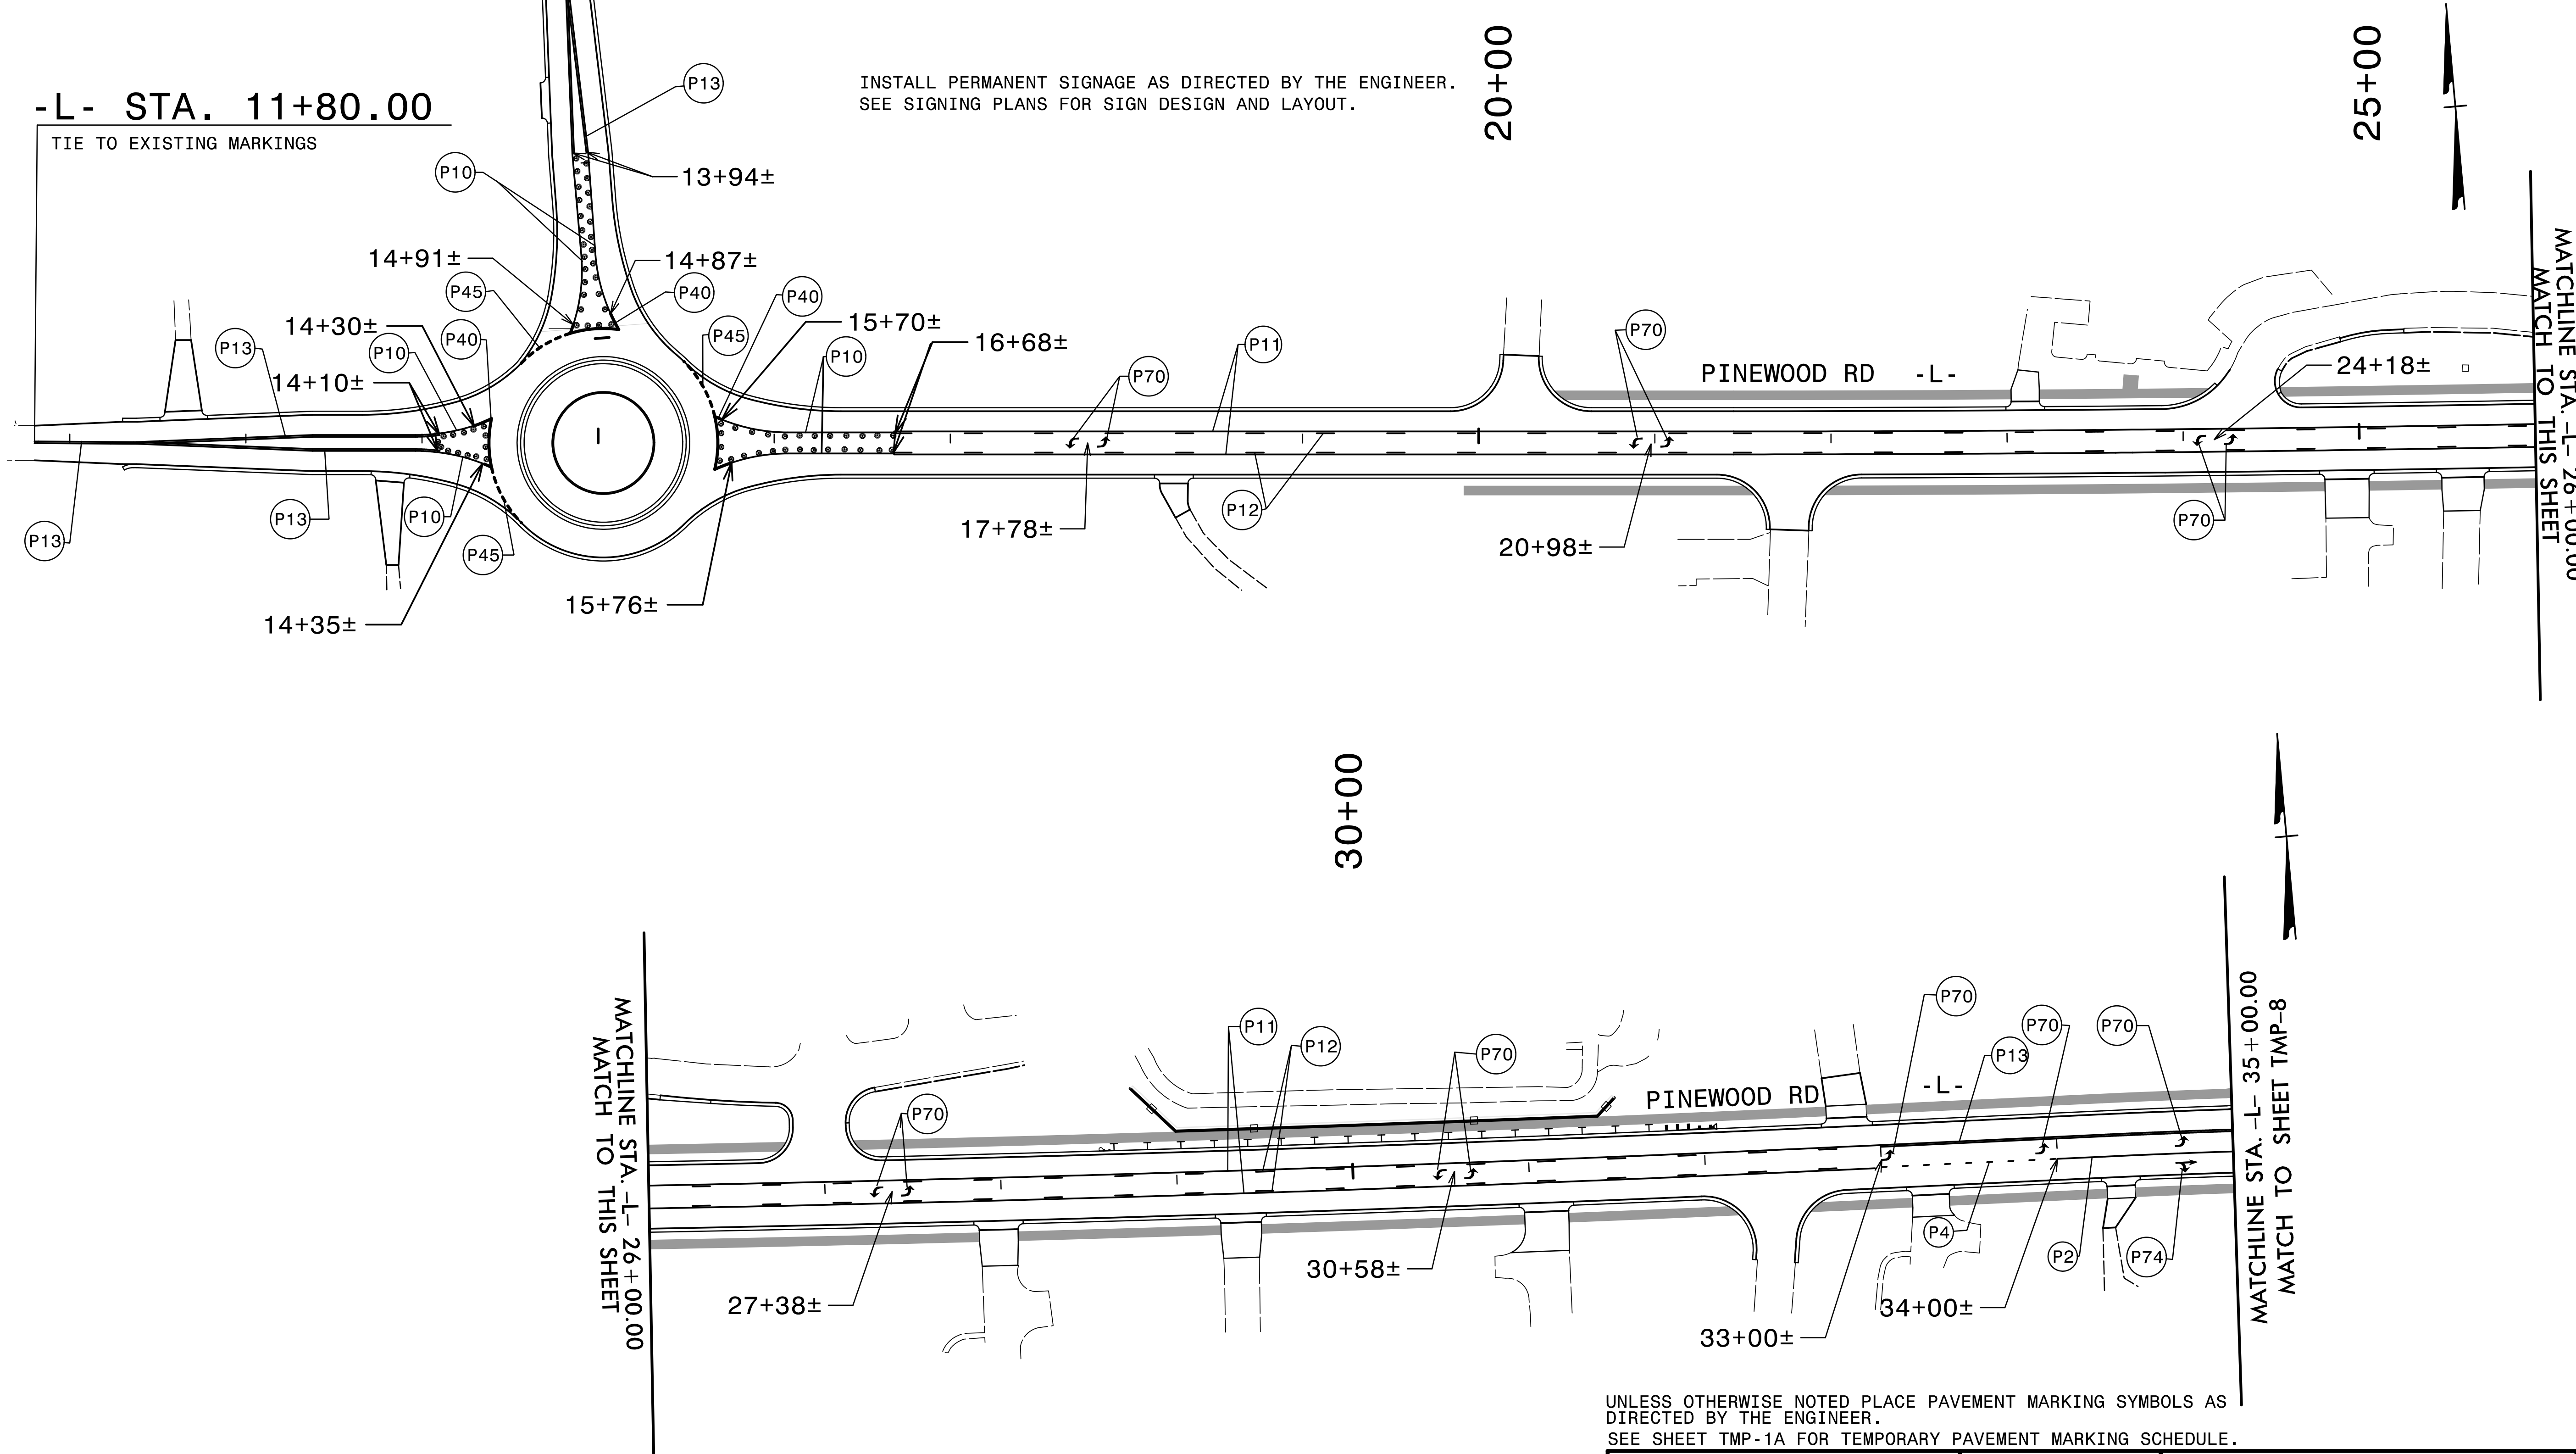 -L- STA. 11+80.00
TIE TO EXISTING MARKINGS
INSTALL PERMANENT SIGNAGE AS DIRECTED BY THE ENGINEER.
SEE SIGNING PLANS FOR SIGN DESIGN AND LAYOUT.
20+00
25+00
P13
P10
13+94±
14+91±
14+87±
P45
P40
P40
14+30±
P40
P13
P10
14+10±
P45
15+70±
16+68±
P10
P70
P11
P70
PINEWOOD RD -L-
24+18±
P13
P13
P10
P45
14+35±
15+76±
17+78±
P12
20+98±
P70
MATCHLINE STA. -L- 26+00.00
MATCH TO THIS SHEET
30+00
MATCHLINE STA. -L- 26+00.00
MATCH TO THIS SHEET
P70
P11
P12
P70
PINEWOOD RD -L-
P70
P13
P70
P70
27+38±
30+58±
33+00±
34+00±
P4
P2
P74
MATCHLINE STA. -L- 35+00.00
MATCH TO SHEET TMP-8
UNLESS OTHERWISE NOTED PLACE PAVEMENT MARKING SYMBOLS AS
DIRECTED BY THE ENGINEER.
SEE SHEET TMP-1A FOR TEMPORARY PAVEMENT MARKING SCHEDULE.